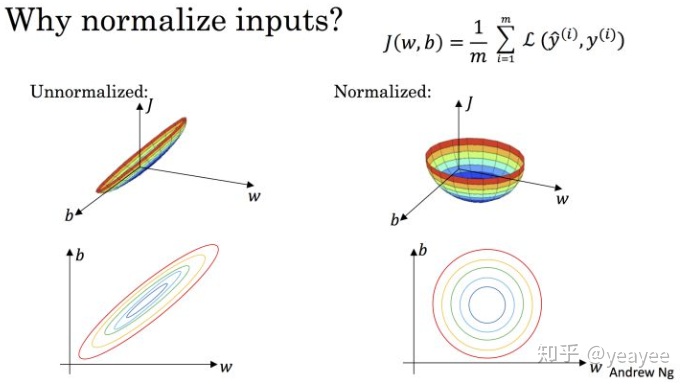 Why normalize inputs?
J(w, b) = \frac{1}{m} \sum_{i=1}^{m} \mathcal{L}(\hat{y}^{(i)}, y^{(i)})
Unnormalized:
Normalized:
J
w
b
J
w
b
b
w
b
w
知乎 @yeayee
Andrew Ng